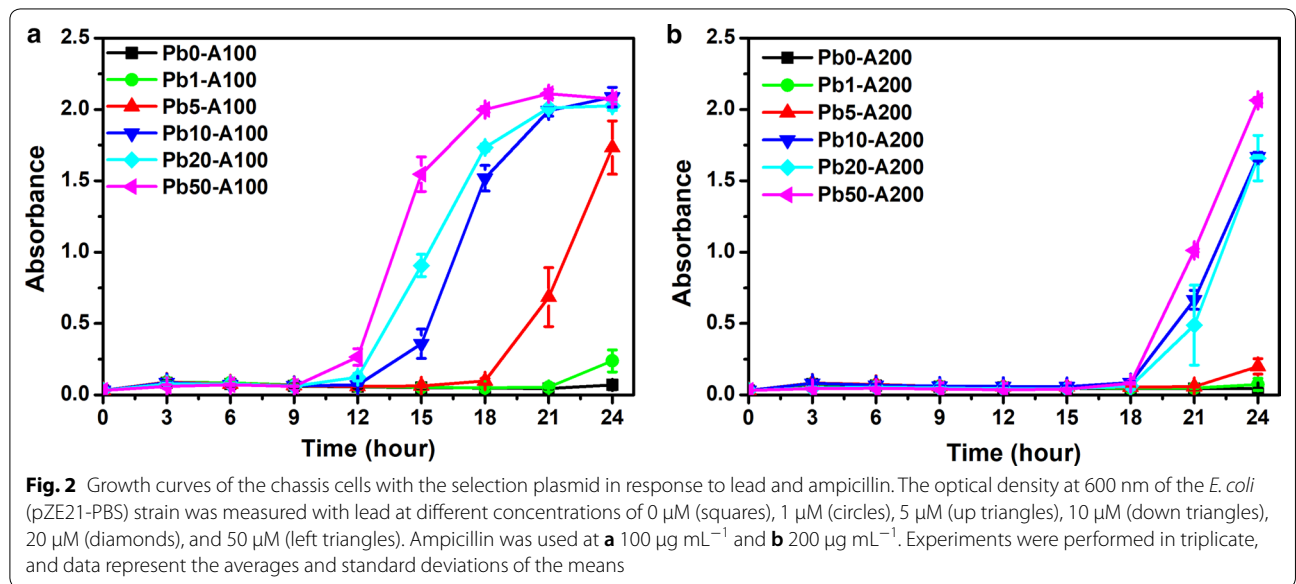 a
2.5
2.0
1.5
1.0
0.5
0.0
Absorbance
Pb0-A100
Pb1-A100
Pb5-A100
Pb10-A100
Pb20-A100
Pb50-A100
0 3 6 9 12 15 18 21 24
Time (hour)
b
2.5
2.0
1.5
1.0
0.5
0.0
Absorbance
Pb0-A200
Pb1-A200
Pb5-A200
Pb10-A200
Pb20-A200
Pb50-A200
0 3 6 9 12 15 18 21 24
Time (hour)
Fig. 2 Growth curves of the chassis cells with the selection plasmid in response to lead and ampicillin. The optical density at 600 nm of the E. coli
(pZE21-PBS) strain was measured with lead at different concentrations of 0 μM (squares), 1 μM (circles), 5 μM (up triangles), 10 μM (down triangles),
20 μM (diamonds), and 50 μM (left triangles). Ampicillin was used at a 100 μg mL⁻¹ and b 200 μg mL⁻¹. Experiments were performed in triplicate,
and data represent the averages and standard deviations of the means